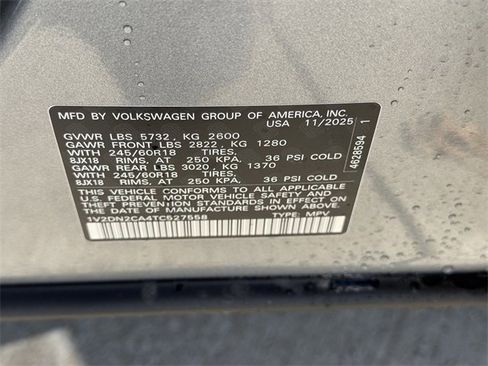 MFD BY VOLKSWAGEN GROUP OF AMERICA, INC.
USA 11/2025
GVWR LBS 5732, KG 2600
GAWR FRONT LBS 2822, KG 1280
WITH 245/60R18 TIRES,
8JX18 RIMS, AT 250 KPA, 36 PSI COLD
GAWR REAR LBS 3020, KG 1370
WITH 245/60R18 TIRES,
8JX18 RIMS, AT 250 KPA, 36 PSI COLD
THIS VEHICLE CONFORMS TO ALL APPLICABLE
U.S. FEDERAL MOTOR VEHICLE SAFETY AND
THEFT PREVENTION STANDARDS IN EFFECT ON
THE DATE OF MANUFACTURE SHOWN ABOVE.
1V2DN2CA4TC527558 TYPE: MPV
4628594 1